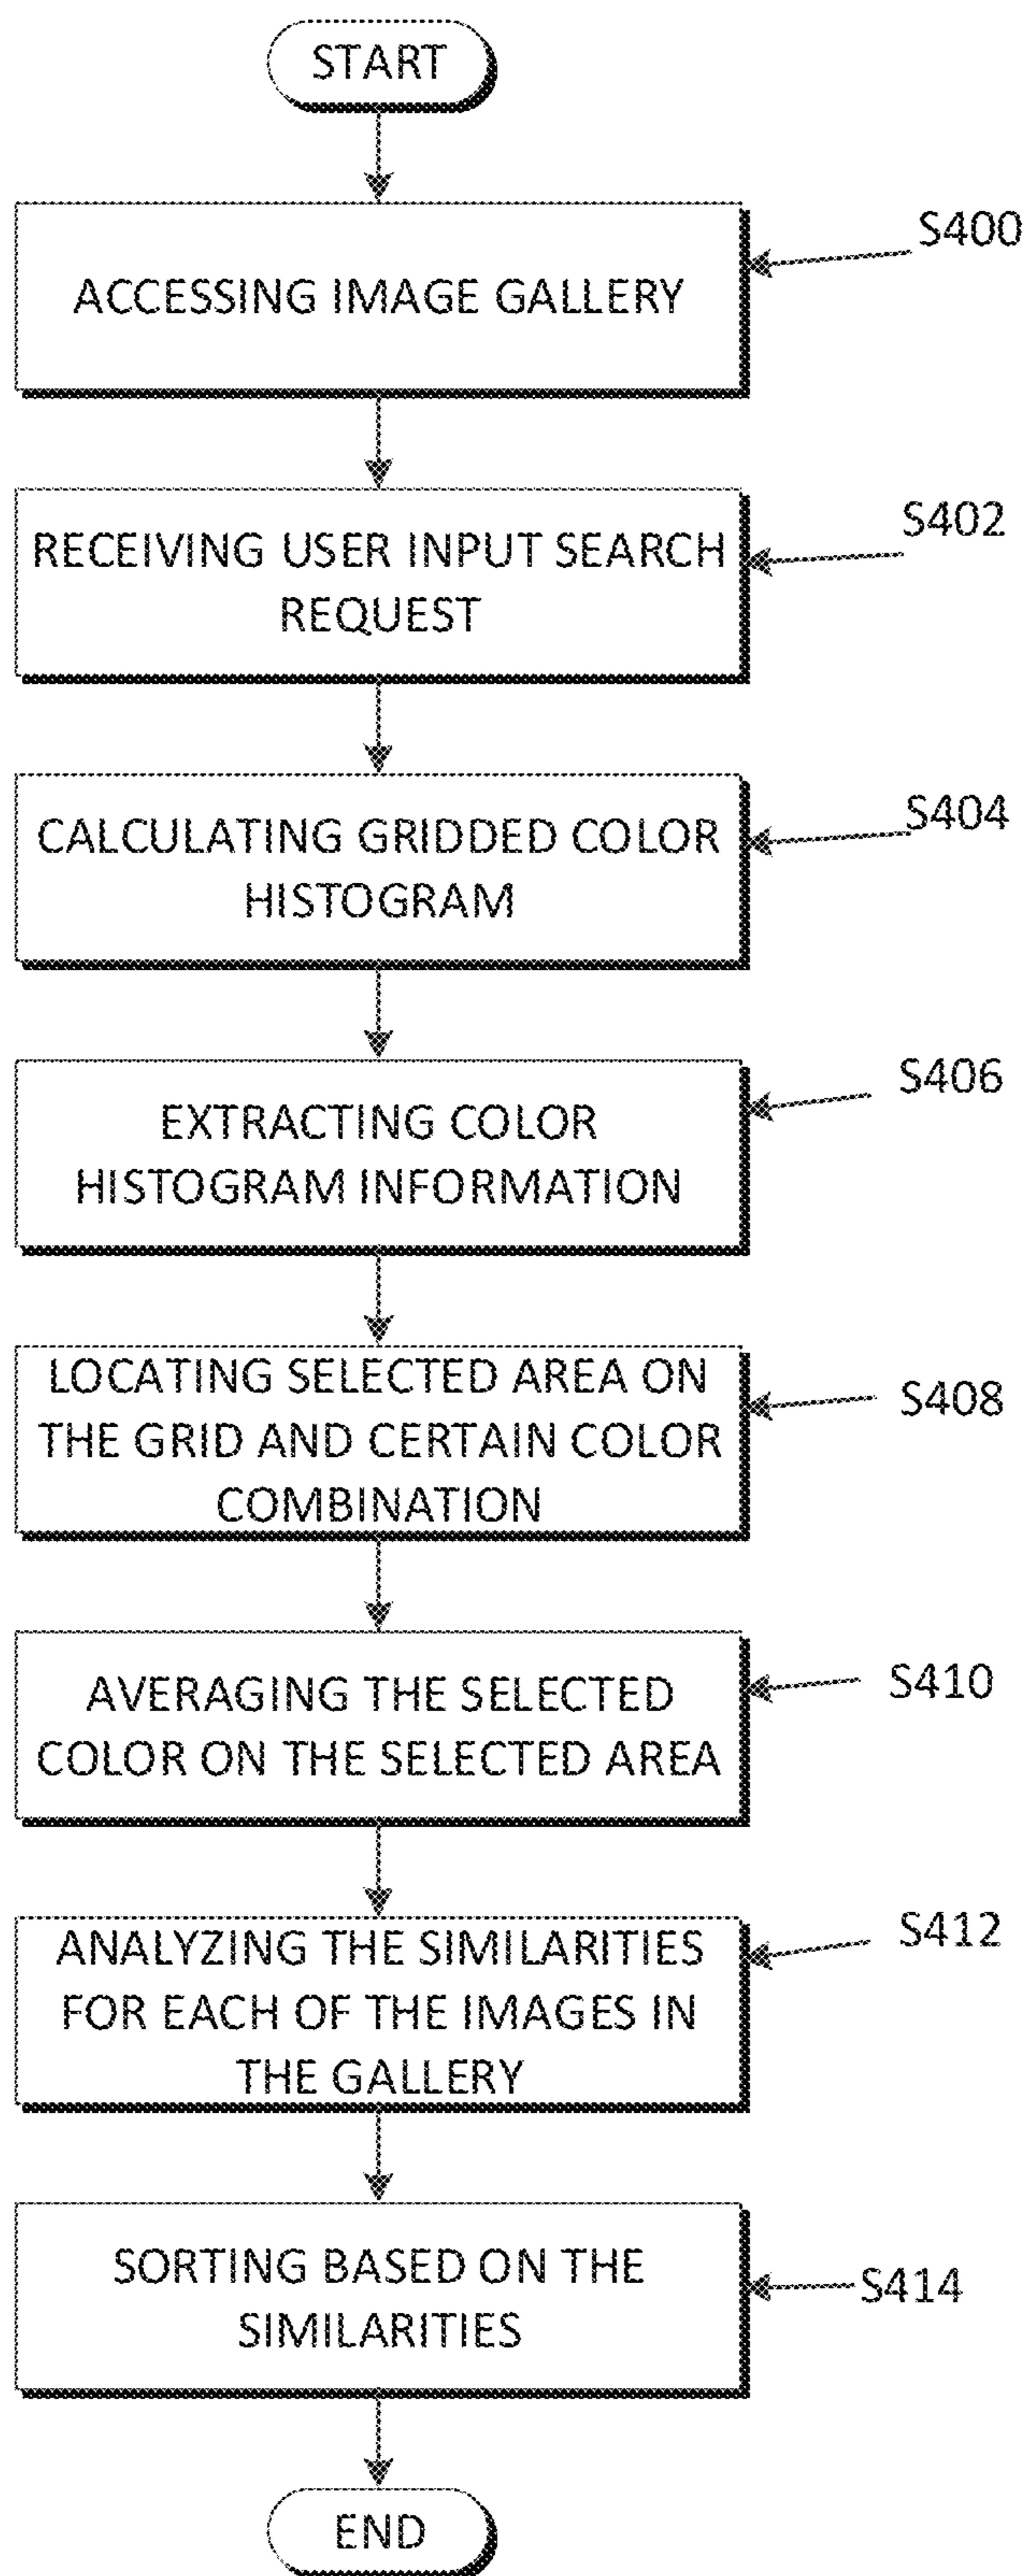 START
ACCESSING IMAGE GALLERY
S400
RECEIVING USER INPUT SEARCH
REQUEST
S402
CALCULATING GRIDDED COLOR
HISTOGRAM
S404
EXTRACTING COLOR
HISTOGRAM INFORMATION
S406
LOCATING SELECTED AREA ON
THE GRID AND CERTAIN COLOR
COMBINATION
S408
AVERAGING THE SELECTED
COLOR ON THE SELECTED AREA
S410
ANALYZING THE SIMILARITIES
FOR EACH OF THE IMAGES IN
THE GALLERY
S412
SORTING BASED ON THE
SIMILARITIES
S414
END